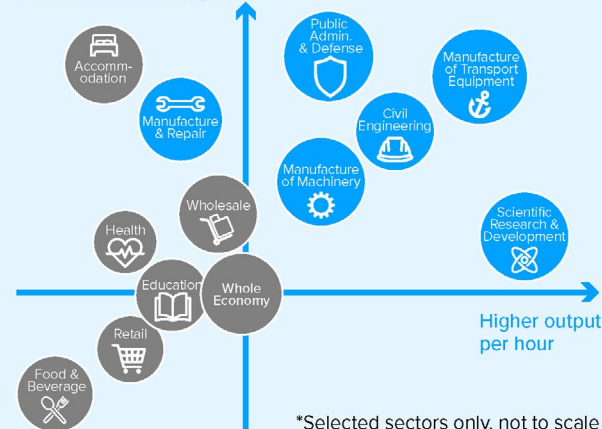 Accomm-
odation
Public
Admin.
& Defense
Manufacture
of Transport
Equipment
Manufacture
& Repair
Civil
Engineering
Manufacture
of Machinery
Wholesale
Scientific
Research &
Development
Health
Education
Whole
Economy
Higher output
per hour
Retail
Food &
Beverage
*Selected sectors only, not to scale